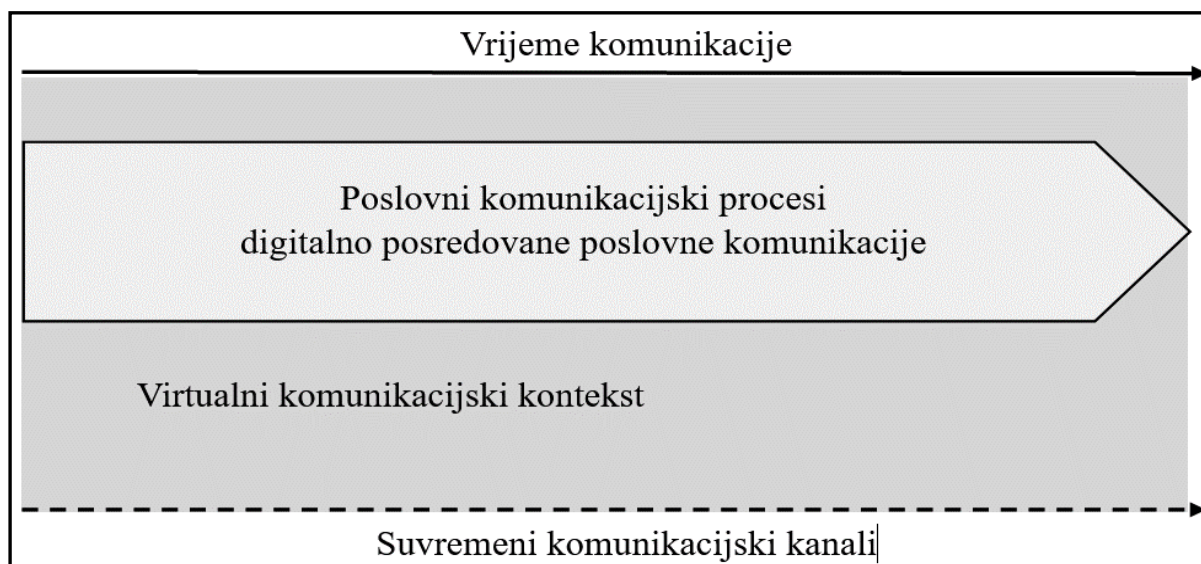 Vrijeme komunikacije
Poslovni komunikacijski procesi
digitalno posredovane poslovne komunikacije
Virtualni komunikacijski kontekst
Suvremeni komunikacijski kanali